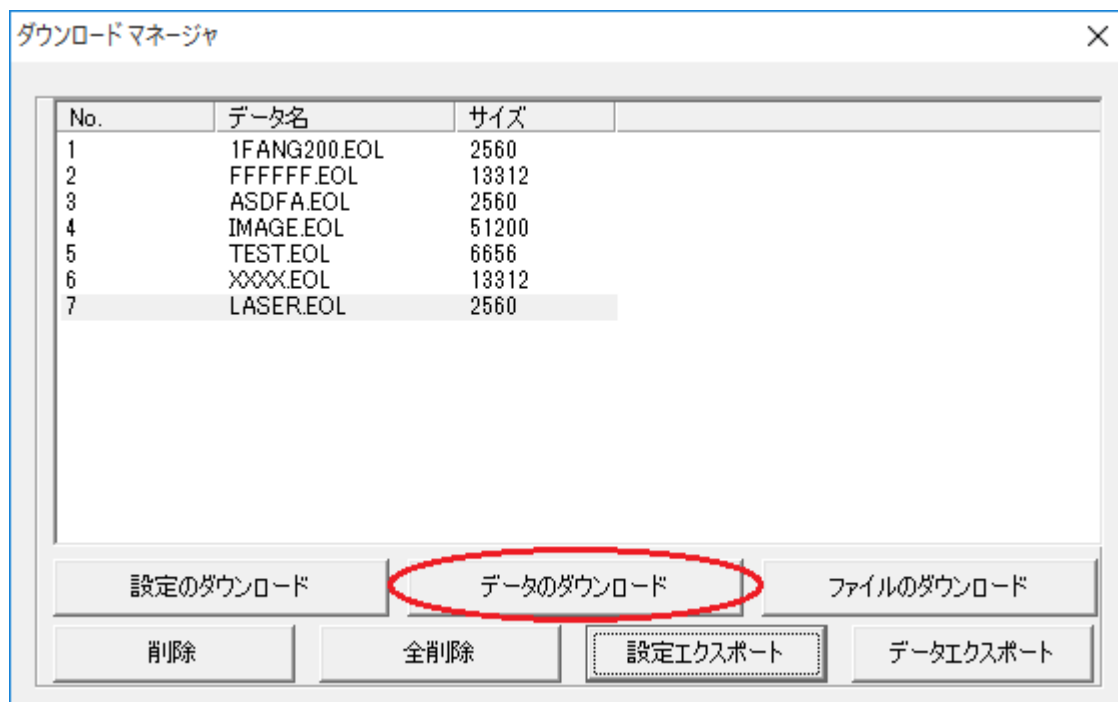 ダウンロード マネージャ
No. データ名 サイズ
1 1FANG200.EOL 2560
2 FFFFFF.EOL 13312
3 ASDFA.EOL 2560
4 IMAGE.EOL 51200
5 TEST.EOL 6656
6 XXXX.EOL 13312
7 LASER.EOL 2560
設定のダウンロード データのダウンロード ファイルのダウンロード
削除 全削除 設定エクスポート データエクスポート